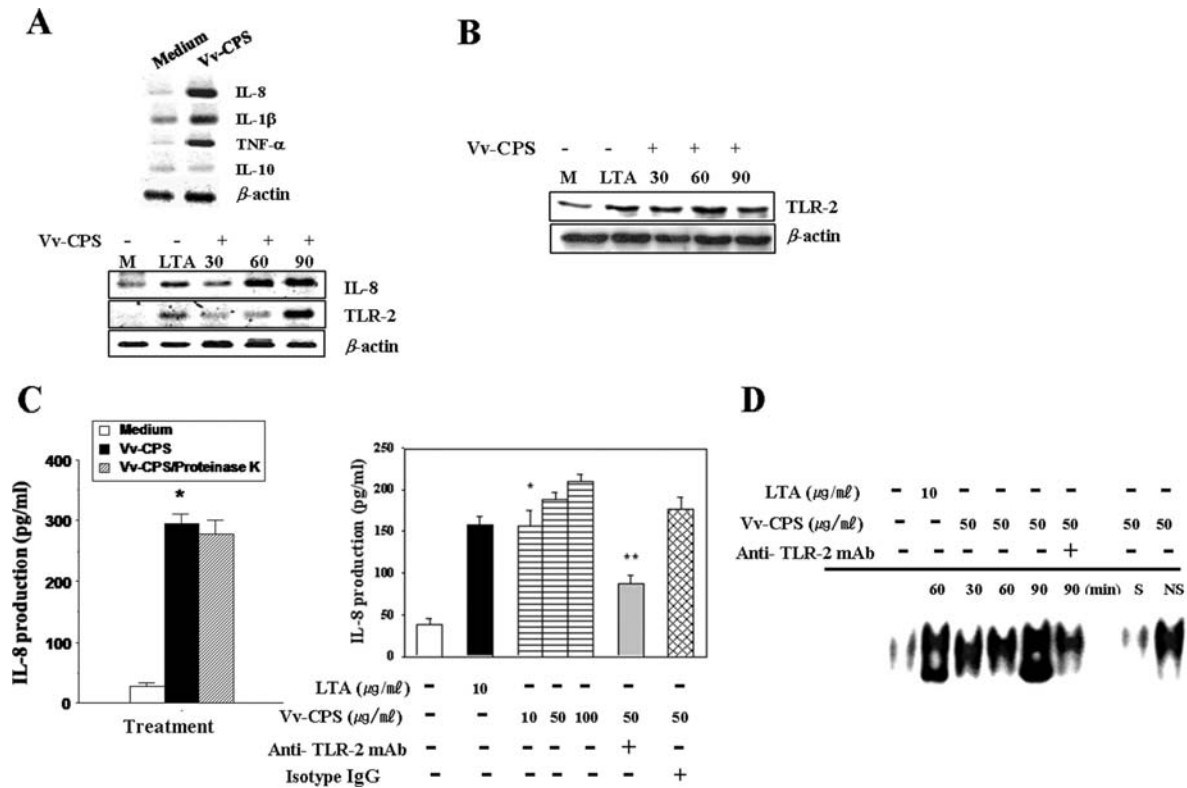 A
Medium Vv-CPS
IL-8
IL-1β
TNF-α
IL-10
β-actin
Vv-CPS - - + + +
M LTA 30 60 90
IL-8
TLR-2
β-actin
B
Vv-CPS - - + + +
M LTA 30 60 90
TLR-2
β-actin
C
Medium
Vv-CPS
Vv-CPS/Proteinase K
IL-8 production (pg/ml)
400
300
200
100
0
*
Treatment
IL-8 production (pg/ml)
250
200
150
100
50
0
*
**
LTA (μg/㎖) - 10 - - - - -
Vv-CPS (μg/㎖) - - 10 50 100 50 50
Anti- TLR-2 mAb - - - - - + -
Isotype IgG - - - - - - +
D
LTA (μg/㎖) - 10 - - - - - -
Vv-CPS (μg/㎖) - - 50 50 50 50 50 50
Anti- TLR-2 mAb - - - - - + - -
60 30 60 90 90 (min) S NS